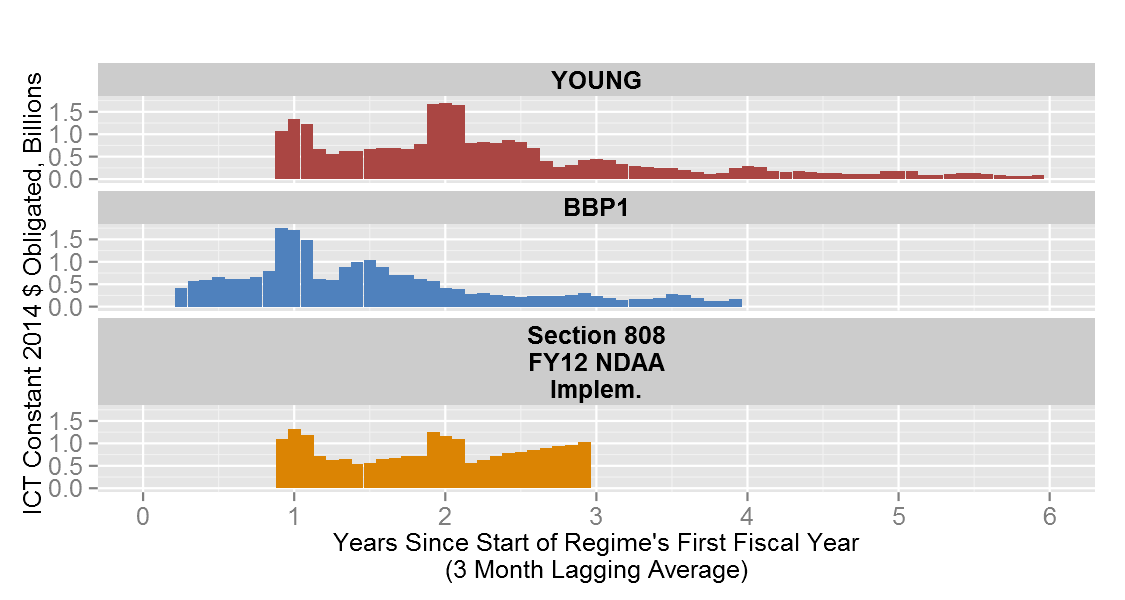 YOUNG
1.5
1.0
0.5
0.0
BBP1
1.5
1.0
0.5
0.0
Section 808
FY12 NDAA
Implem.
1.5
1.0
0.5
0.0
ICT Constant 2014 $ Obligated, Billions
0 1 2 3 4 5 6
Years Since Start of Regime's First Fiscal Year
(3 Month Lagging Average)